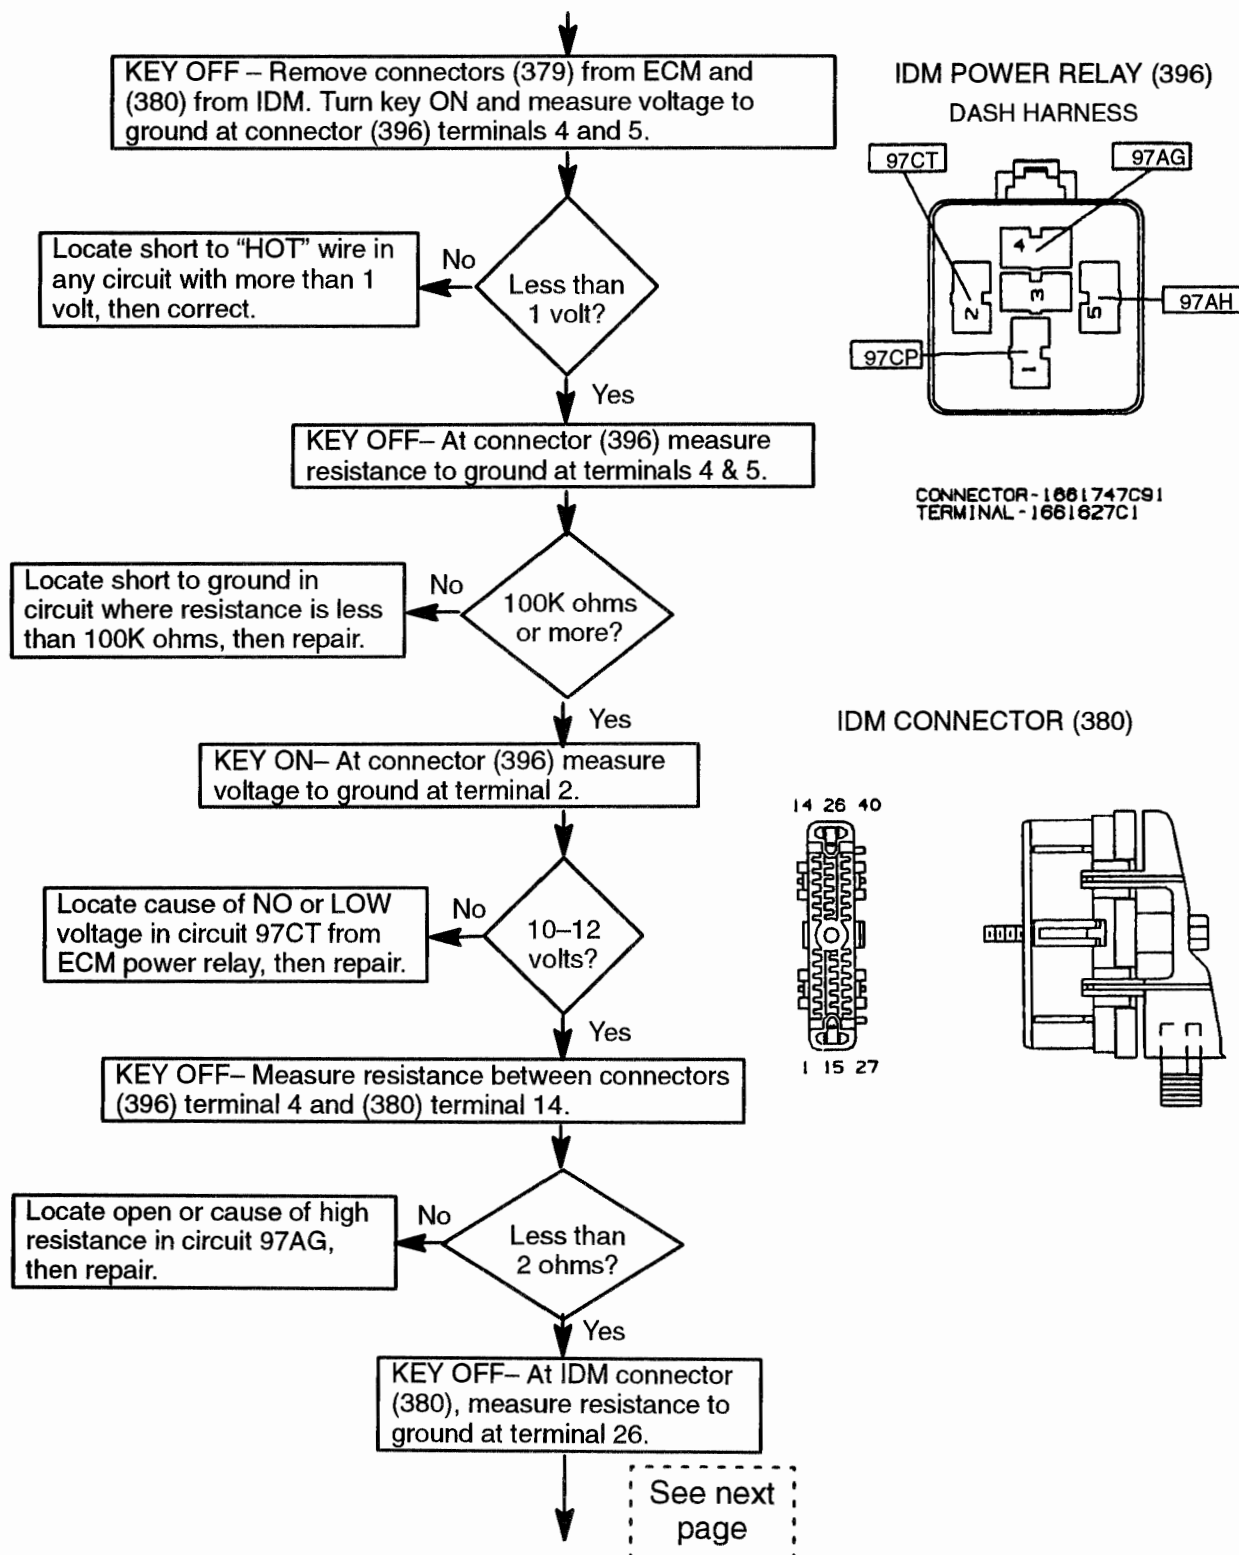 KEY OFF – Remove connectors (379) from ECM and
(380) from IDM. Turn key ON and measure voltage to
ground at connector (396) terminals 4 and 5.
IDM POWER RELAY (396)
DASH HARNESS
97CT
97AG
4
3
2
5
1
97AH
97CP
CONNECTOR-1661747C91
TERMINAL-1661627C1
Less than
1 volt?
No
Locate short to “HOT” wire in
any circuit with more than 1
volt, then correct.
Yes
KEY OFF– At connector (396) measure
resistance to ground at terminals 4 & 5.
100K ohms
or more?
No
Locate short to ground in
circuit where resistance is less
than 100K ohms, then repair.
Yes
KEY ON– At connector (396) measure
voltage to ground at terminal 2.
IDM CONNECTOR (380)
14 26 40
1 15 27
10–12
volts?
No
Locate cause of NO or LOW
voltage in circuit 97CT from
ECM power relay, then repair.
Yes
KEY OFF– Measure resistance between connectors
(396) terminal 4 and (380) terminal 14.
Less than
2 ohms?
No
Locate open or cause of high
resistance in circuit 97AG,
then repair.
Yes
KEY OFF– At IDM connector
(380), measure resistance to
ground at terminal 26.
See next
page